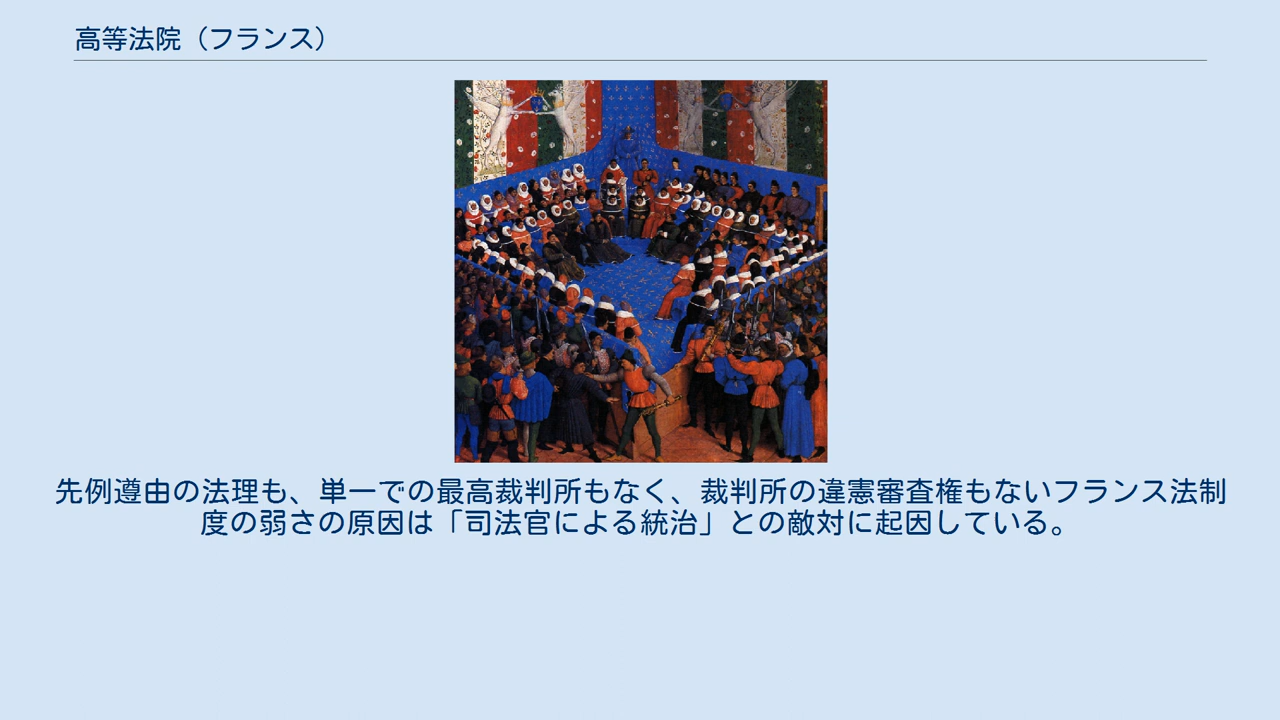 高等法院（フランス）
先例遵由の法理も、単一での最高裁判所もなく、裁判所の違憲審査権もないフランス法制
度の弱さの原因は「司法官による統治」との敵対に起因している。